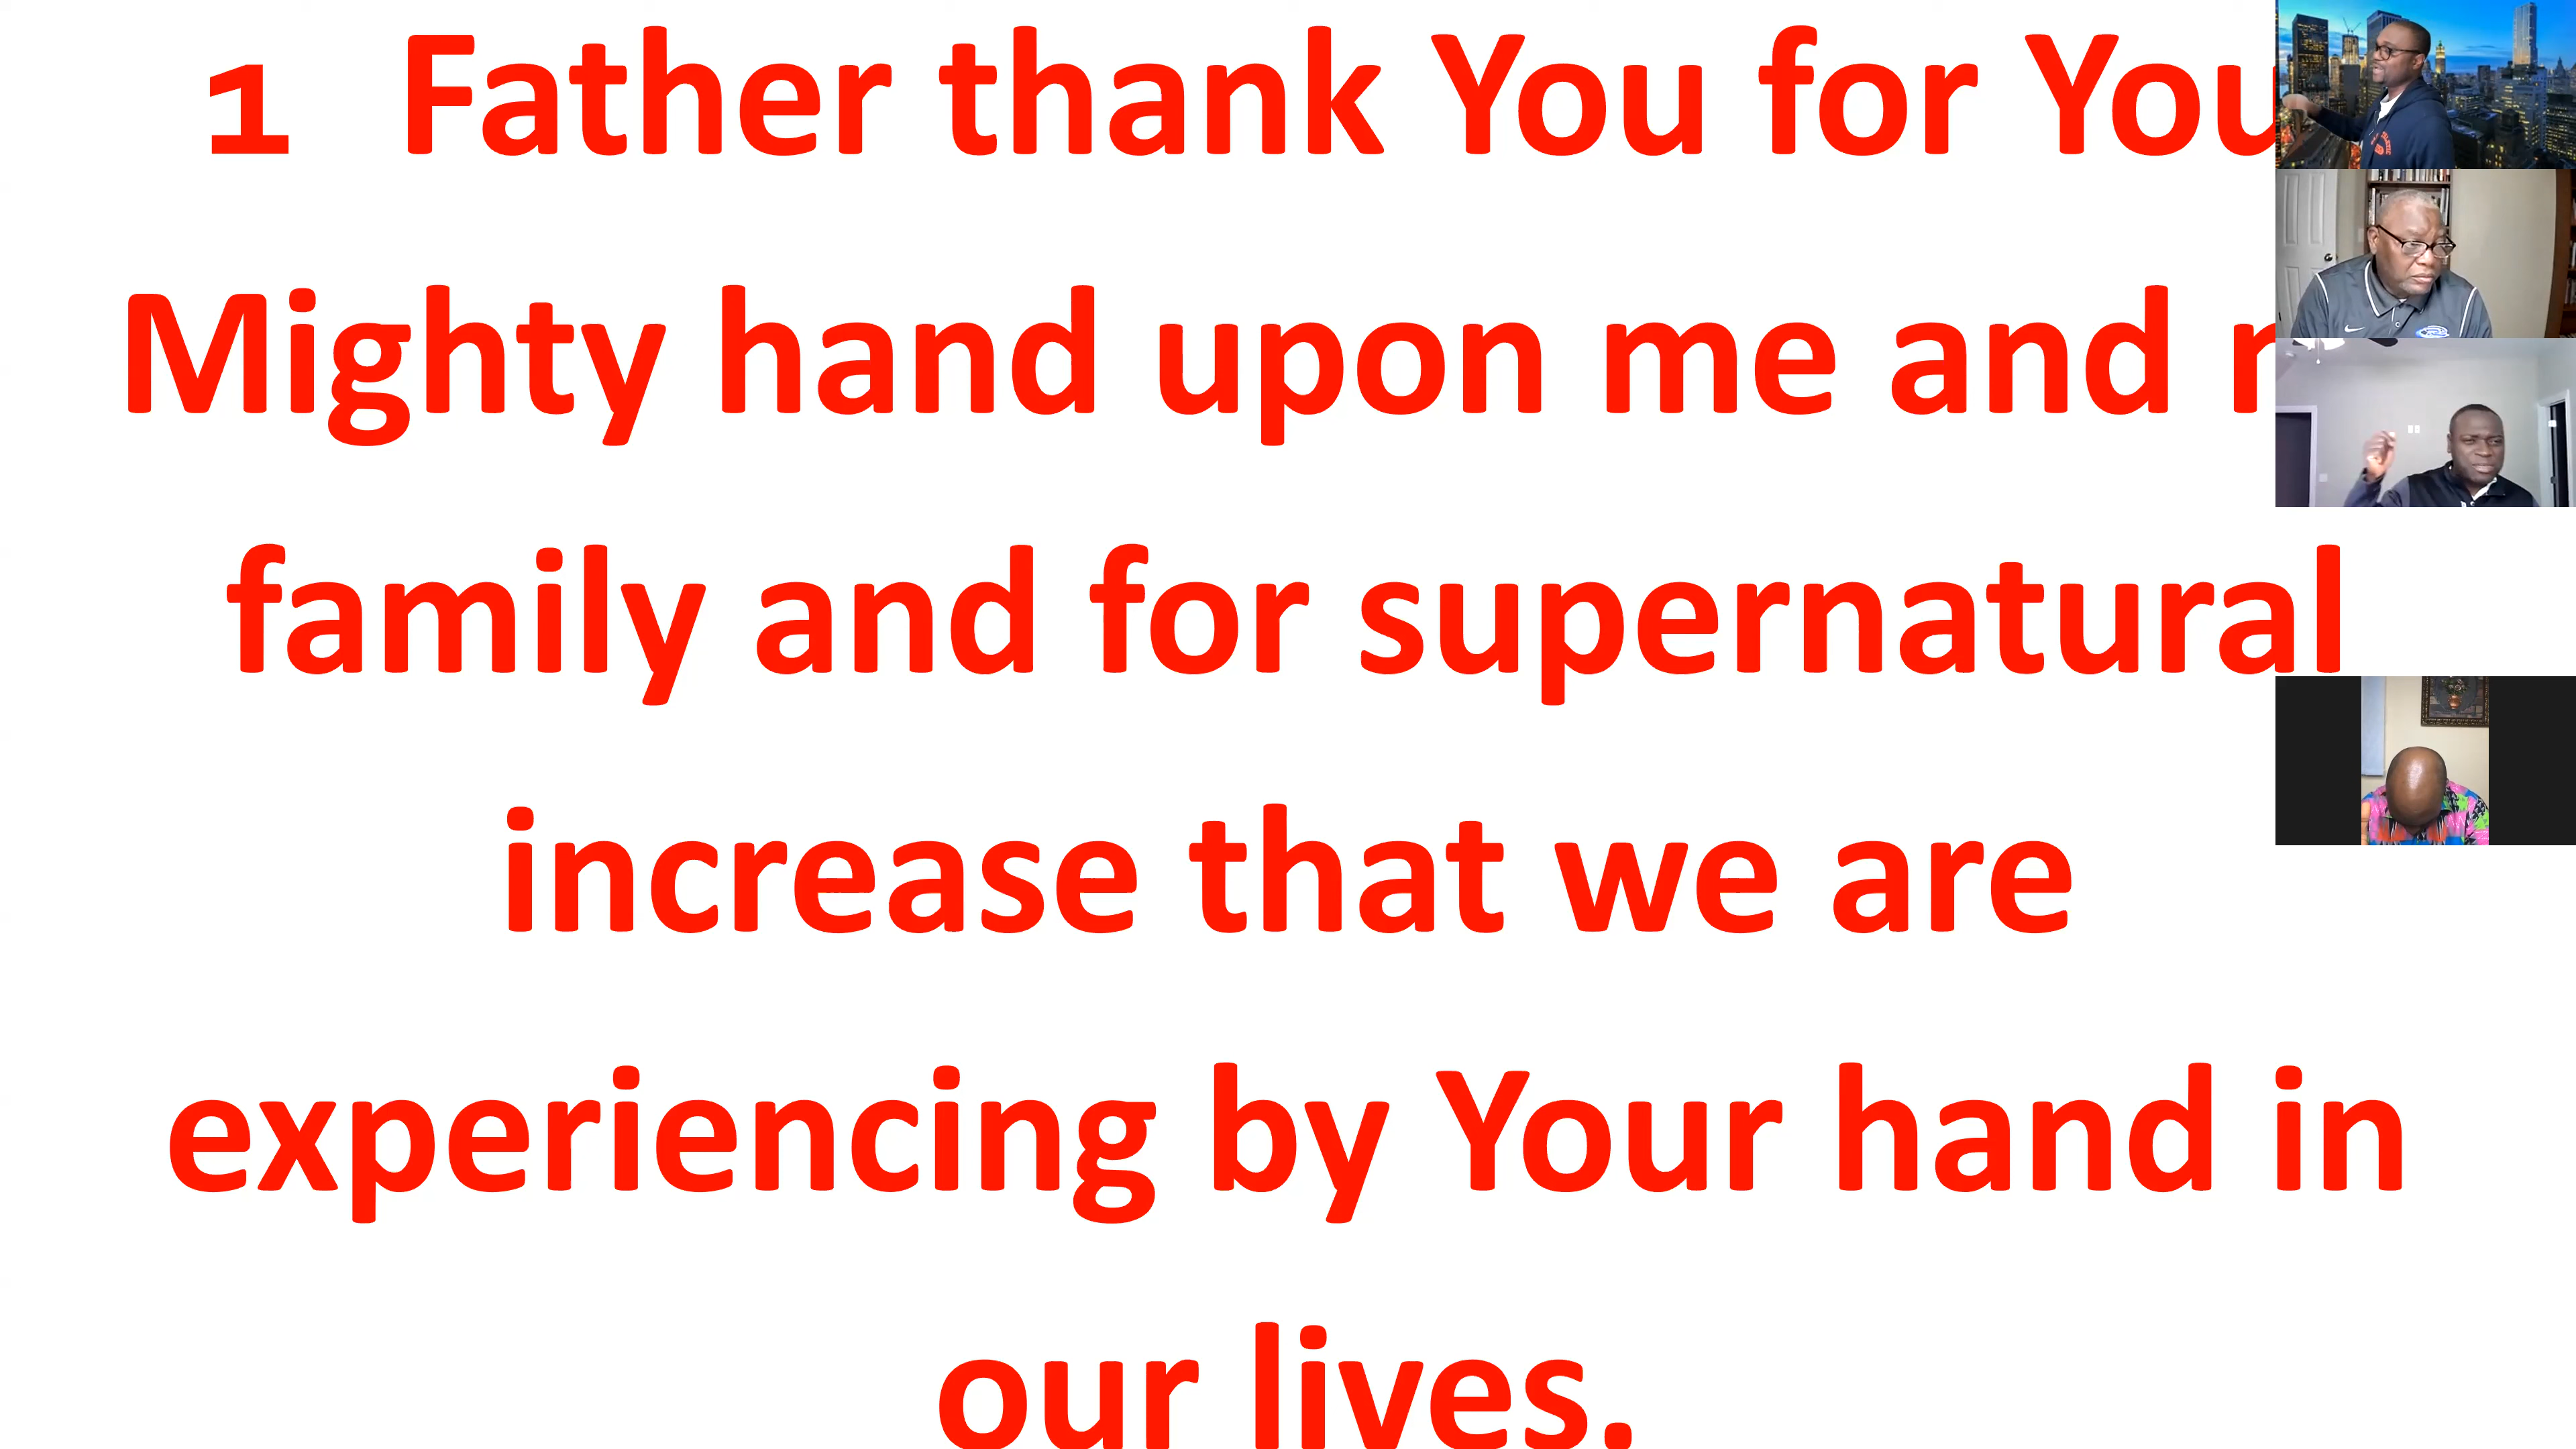 1 Father thank You for You
Mighty hand upon me and
family and for supernatural
increase that we are
experiencing by Your hand in
our lives.